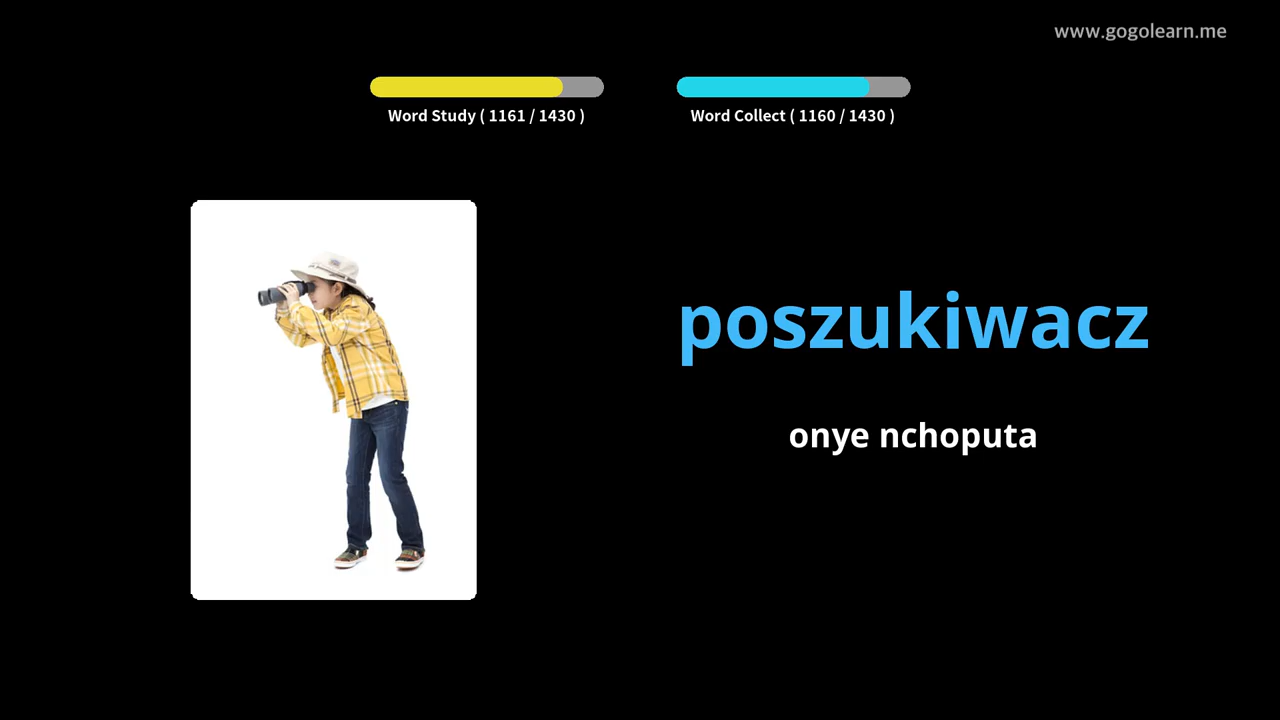 www.gogolearn.me
Word Study ( 1161 / 1430 )
Word Collect ( 1160 / 1430 )
poszukiwacz
onye nchoputa